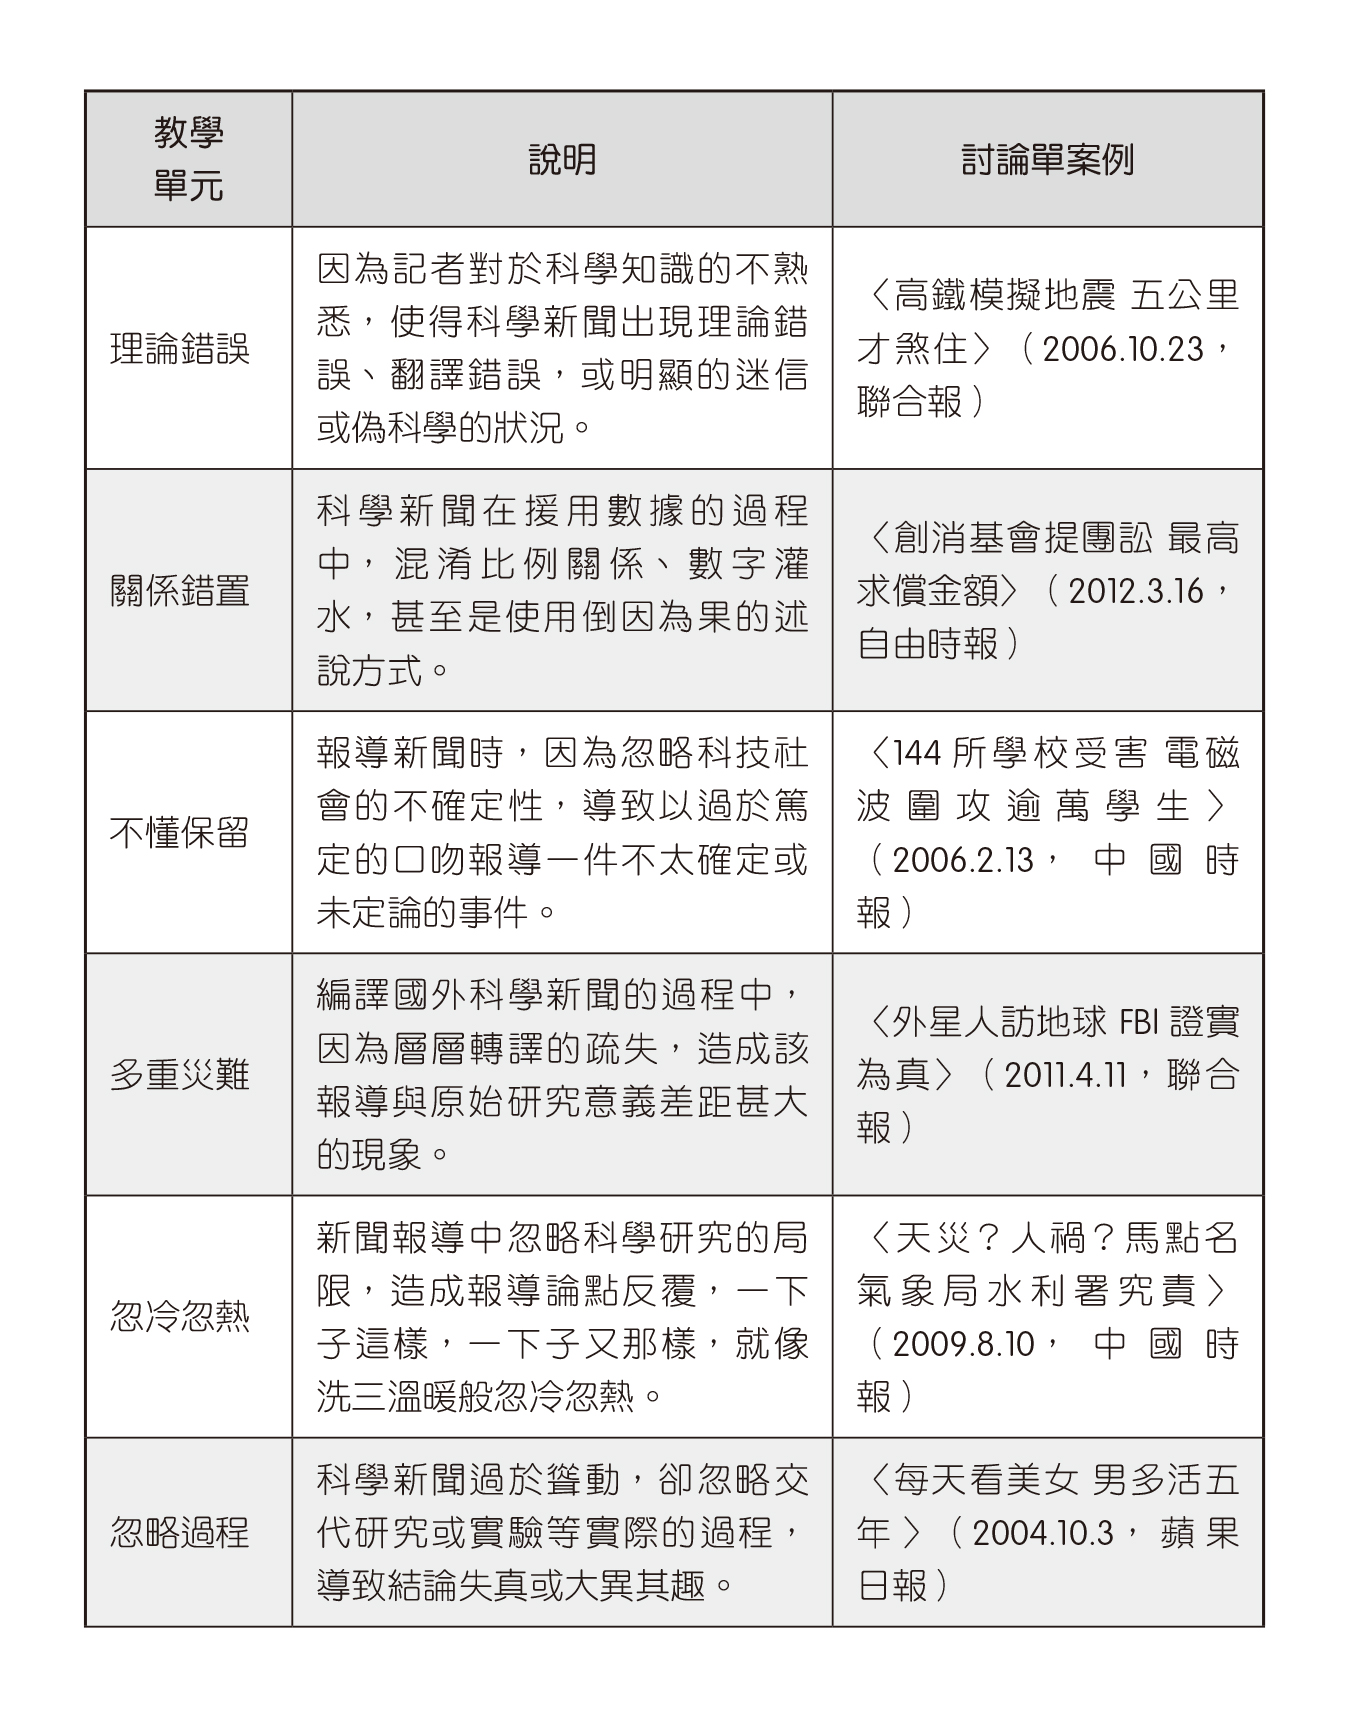 教學
單元
說明
討論單案例
理論錯誤
因為記者對於科學知識的不熟
悉，使得科學新聞出現理論錯
誤、翻譯錯誤，或明顯的迷信
或偽科學的狀況。
〈高鐵模擬地震 五公里
才煞住〉（2006.10.23，
聯合報）
關係錯置
科學新聞在援用數據的過程
中，混淆比例關係、數字灌
水，甚至是使用倒因為果的述
說方式。
〈創消基會提團訟 最高
求償金額〉（2012.3.16，
自由時報）
不懂保留
報導新聞時，因為忽略科技社
會的不確定性，導致以過於篤
定的口吻報導一件不太確定或
未定論的事件。
〈144 所學校受害 電磁
波圍攻逾萬學生〉
（2006.2.13，中國時
報）
多重災難
編譯國外科學新聞的過程中，
因為層層轉譯的疏失，造成該
報導與原始研究意義差距甚大
的現象。
〈外星人訪地球 FBI 證實
為真〉（2011.4.11，聯合
報）
忽冷忽熱
新聞報導中忽略科學研究的局
限，造成報導論點反覆，一下
子這樣，一下子又那樣，就像
洗三溫暖般忽冷忽熱。
〈天災？人禍？馬點名
氣象局水利署究責〉
（2009.8.10，中國時
報）
忽略過程
科學新聞過於聳動，卻忽略交
代研究或實驗等實際的過程，
導致結論失真或大異其趣。
〈每天看美女 男多活五
年〉（2004.10.3，蘋果
日報）